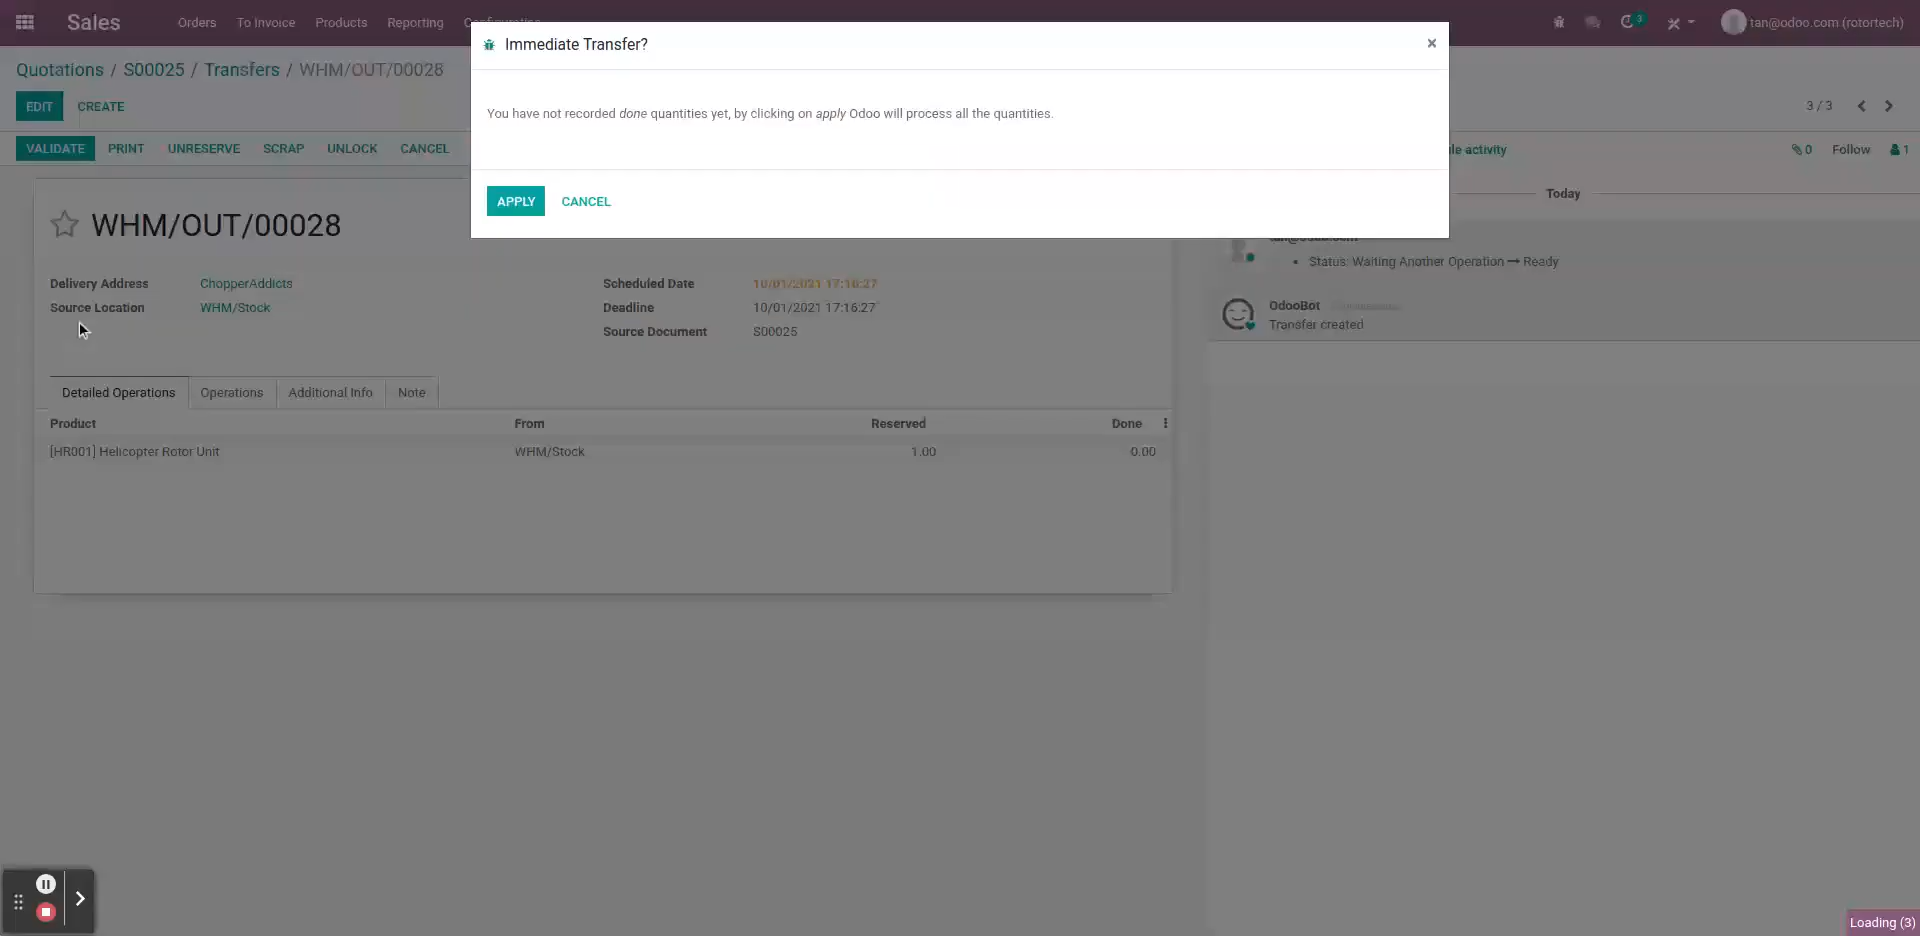 Sales Orders To Invoice Products Reporting 3 tan@odoo.com (rotortech)
Immediate Transfer? ×
Quotations / S00025 / Transfers / WHM/OUT/00028
EDIT CREATE 3 / 3
You have not recorded done quantities yet, by clicking on apply Odoo will process all the quantities.
VALIDATE PRINT UNRESERVE SCRAP UNLOCK CANCEL activity 0 Follow 1
APPLY CANCEL
Today
WHM/OUT/00028
Status: Waiting Another Operation → Ready
Delivery Address ChopperAddicts Scheduled Date 10/01/2021 17:16:27
Source Location WHM/Stock Deadline 10/01/2021 17:16:27
OdooBot
Transfer created
Source Document S00025
Detailed Operations Operations Additional Info Note
Product From Reserved Done
[HR001] Helicopter Rotor Unit WHM/Stock 1.00 0.00
Loading (3)